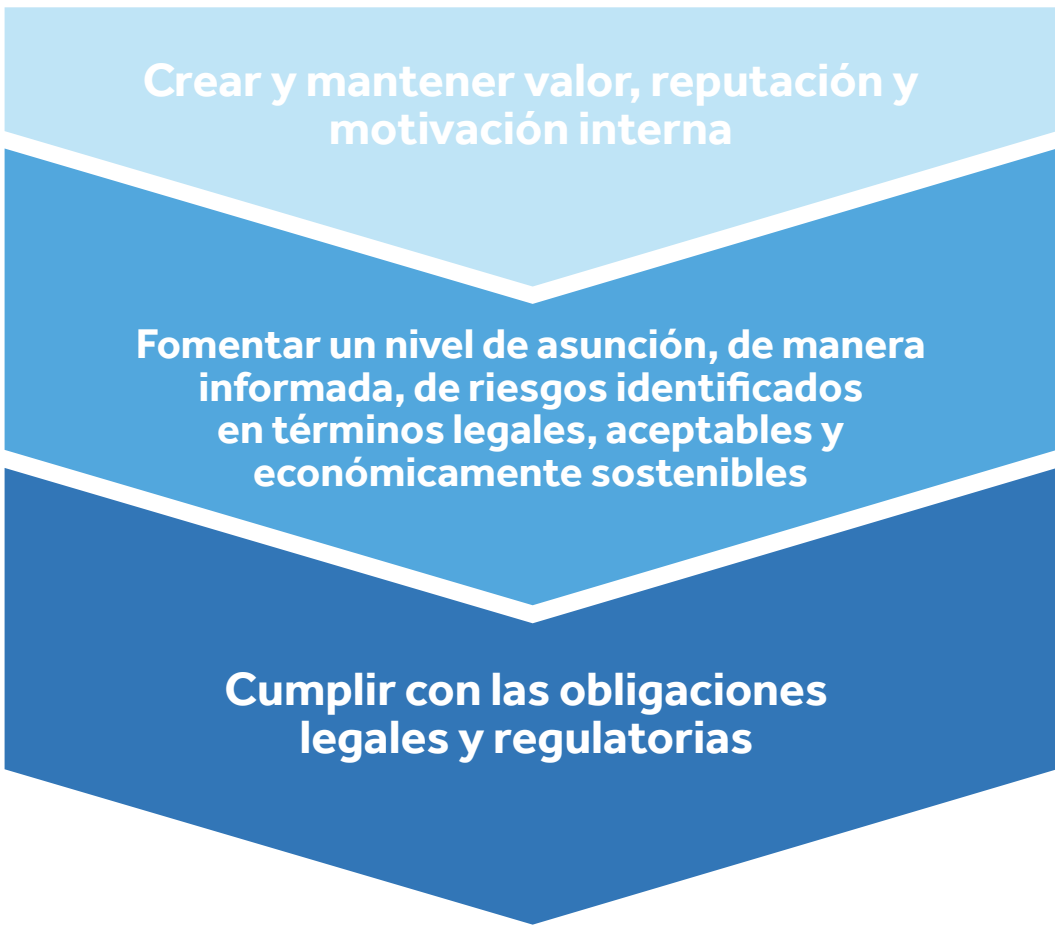 Crear y mantener valor, reputación y
motivación interna
Fomentar un nivel de asunción, de manera
informada, de riesgos identificados
en términos legales, aceptables y
económicamente sostenibles
Cumplir con las obligaciones
legales y regulatorias